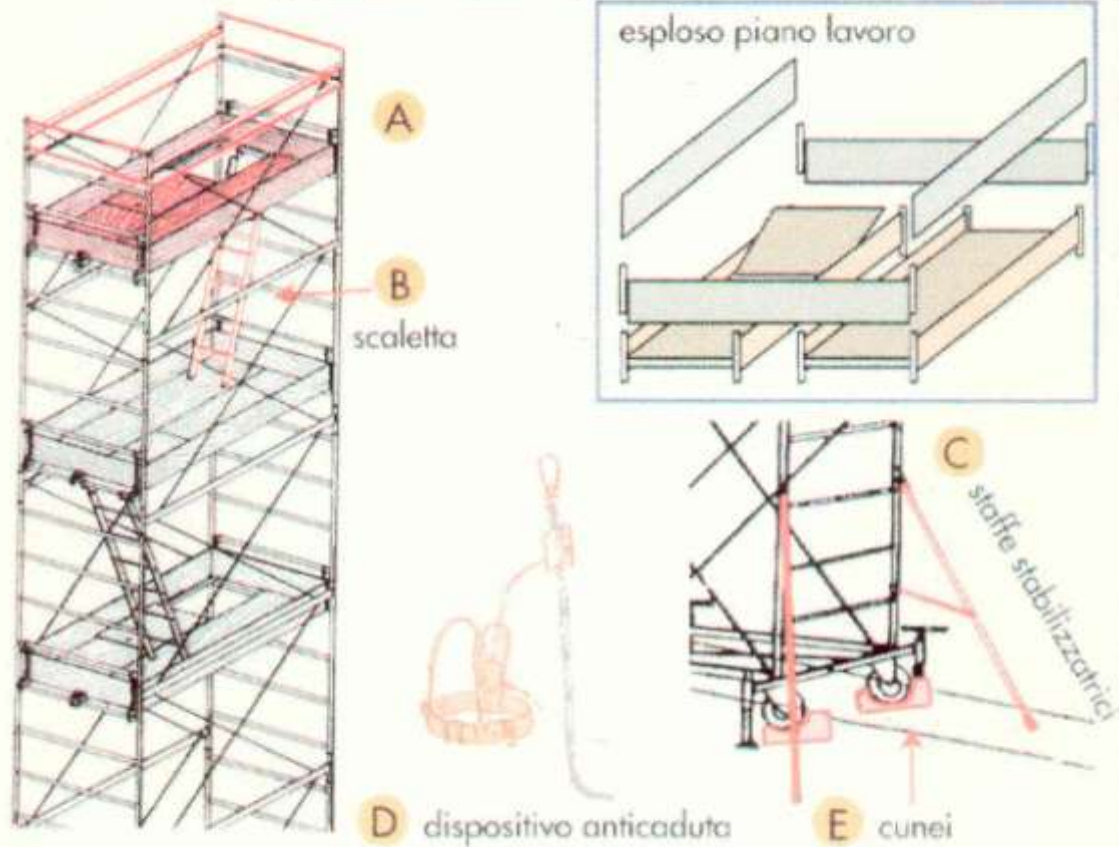 esploso piano lavoro
A
B
scaletta
C
staffe stabilizzatrici
D dispositivo anticaduta
E cunei